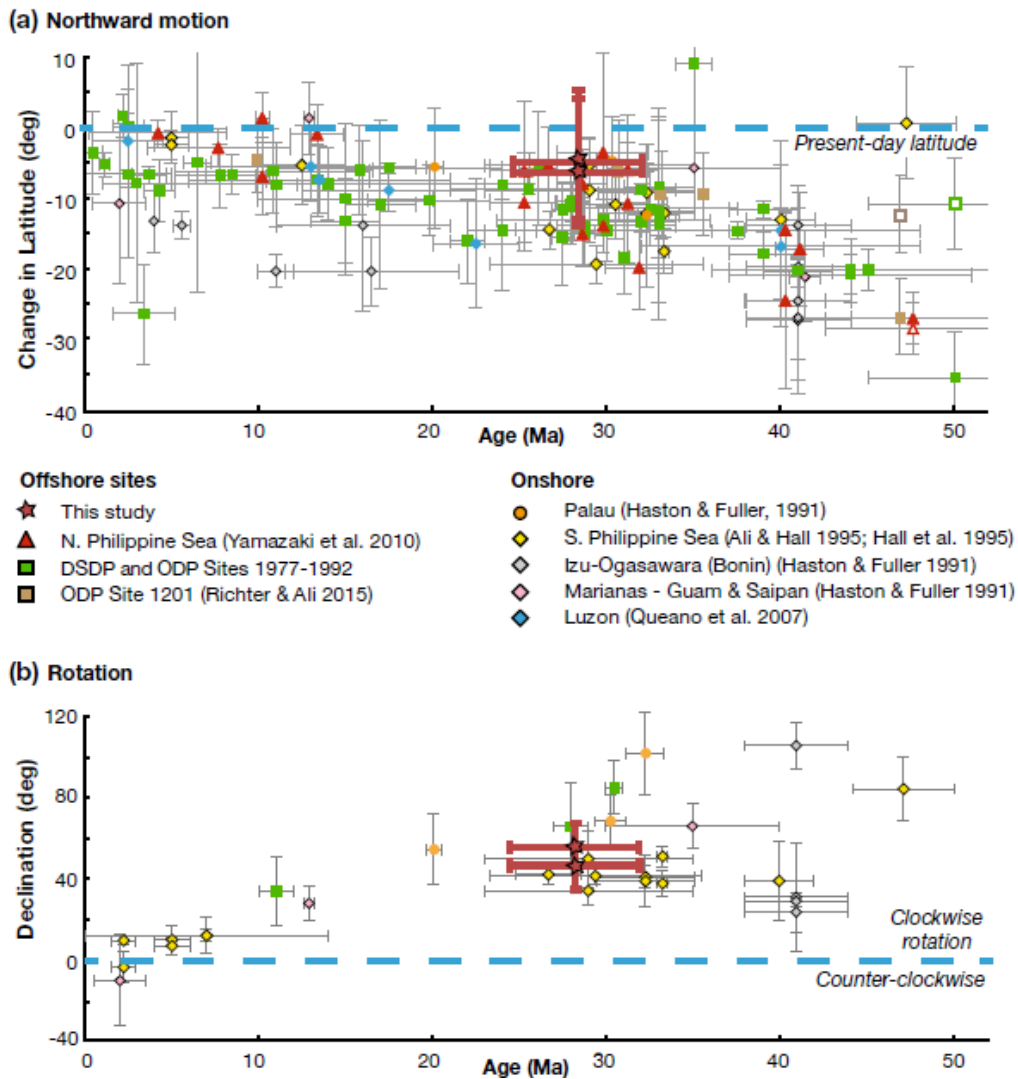 (a) Northward motion
Change in Latitude (deg)
10
0
-10
-20
-30
-40
Present-day latitude
0 10 20 30 40 50
Age (Ma)
Offshore sites
This study
N. Philippine Sea (Yamazaki et al. 2010)
DSDP and ODP Sites 1977-1992
ODP Site 1201 (Richter & Ali 2015)
Onshore
Palau (Haston & Fuller, 1991)
S. Philippine Sea (Ali & Hall 1995; Hall et al. 1995)
Izu-Ogasawara (Bonin) (Haston & Fuller 1991)
Marianas - Guam & Saipan (Haston & Fuller 1991)
Luzon (Queano et al. 2007)
(b) Rotation
Declination (deg)
120
80
40
0
-40
Clockwise
rotation
Counter-clockwise
0 10 20 30 40 50
Age (Ma)